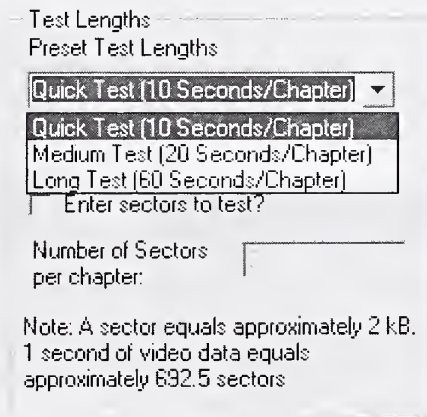 Test Lengths
Preset Test Lengths
Quick Test (10 Seconds/Chapter)
Quick Test (10 Seconds/Chapter)
Medium Test (20 Seconds/Chapter)
Long Test (60 Seconds/Chapter)
Enter sectors to test?
Number of Sectors
per chapter:
Note: A sector equals approximately 2 kB.
1 second of video data equals
approximately 692.5 sectors